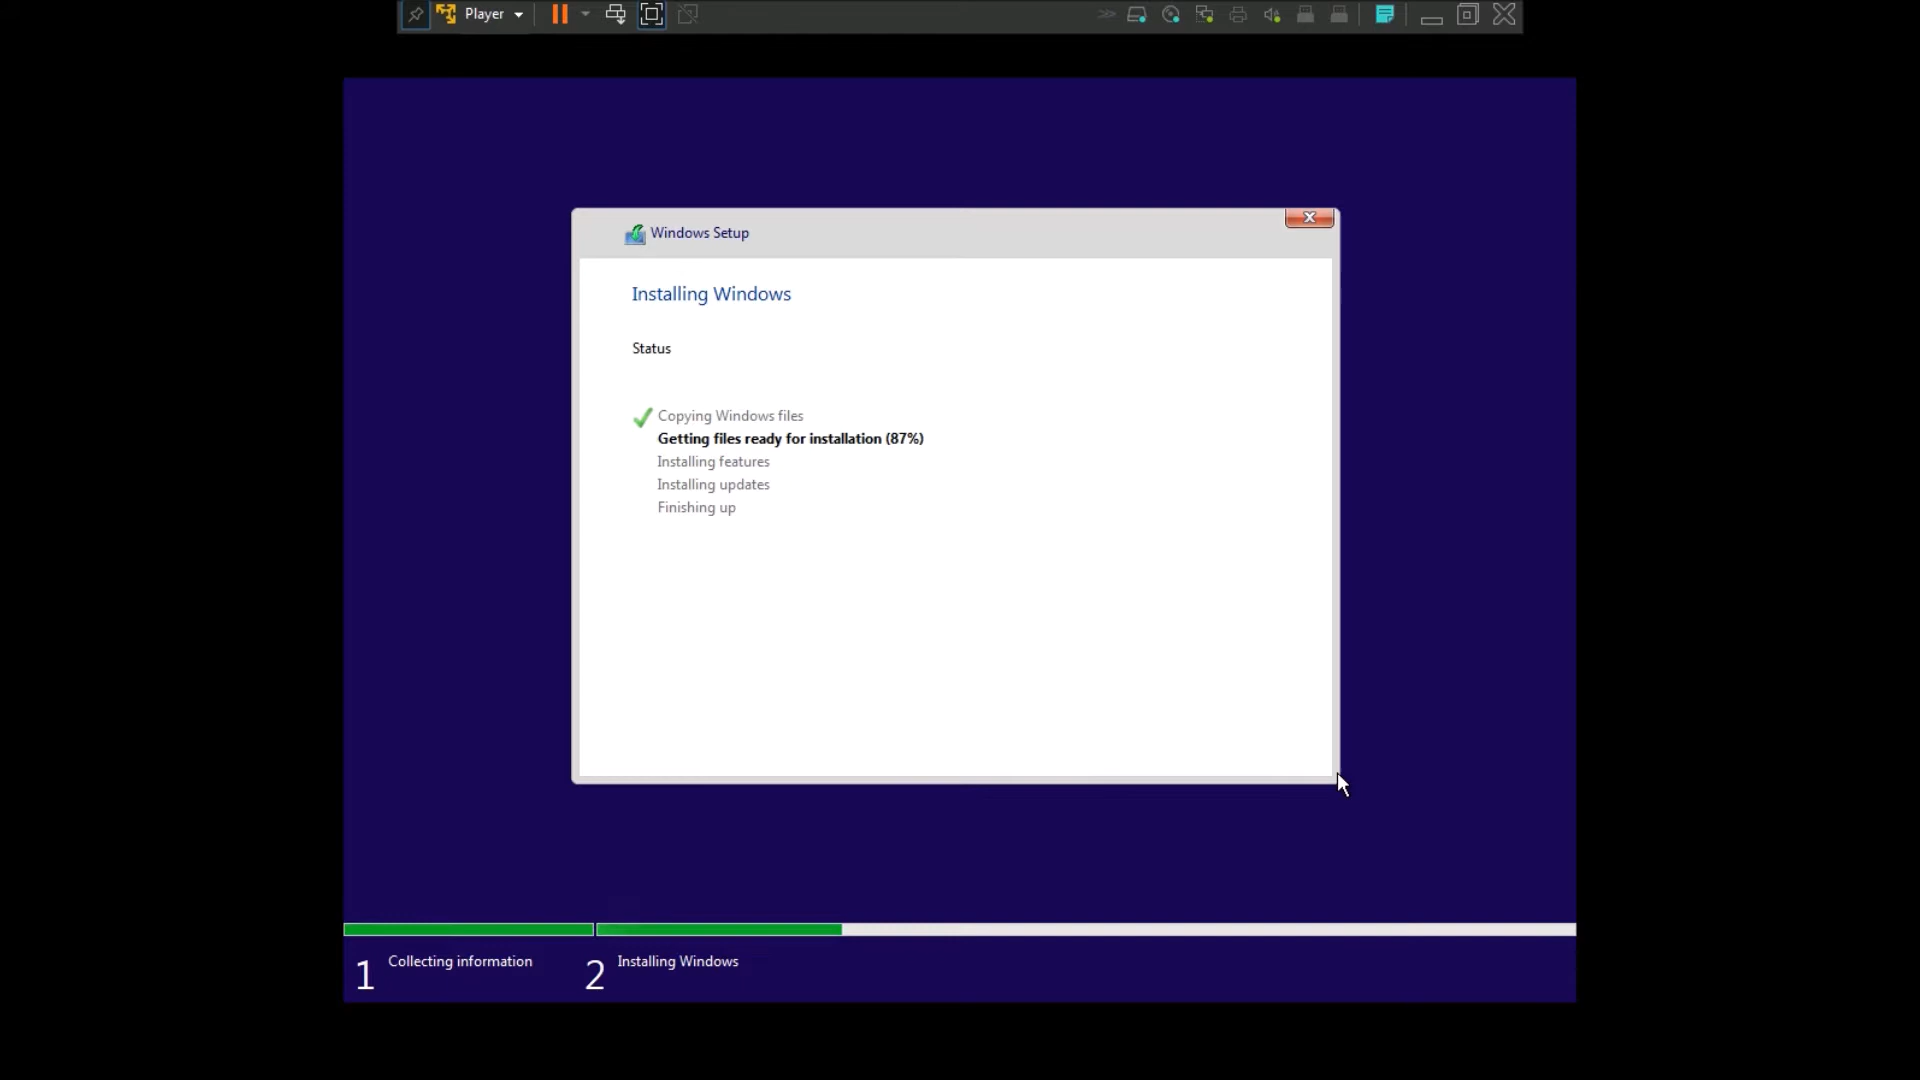 Player
Windows Setup
Installing Windows
Status
Copying Windows files
Getting files ready for installation (87%)
Installing features
Installing updates
Finishing up
1 Collecting information
2 Installing Windows